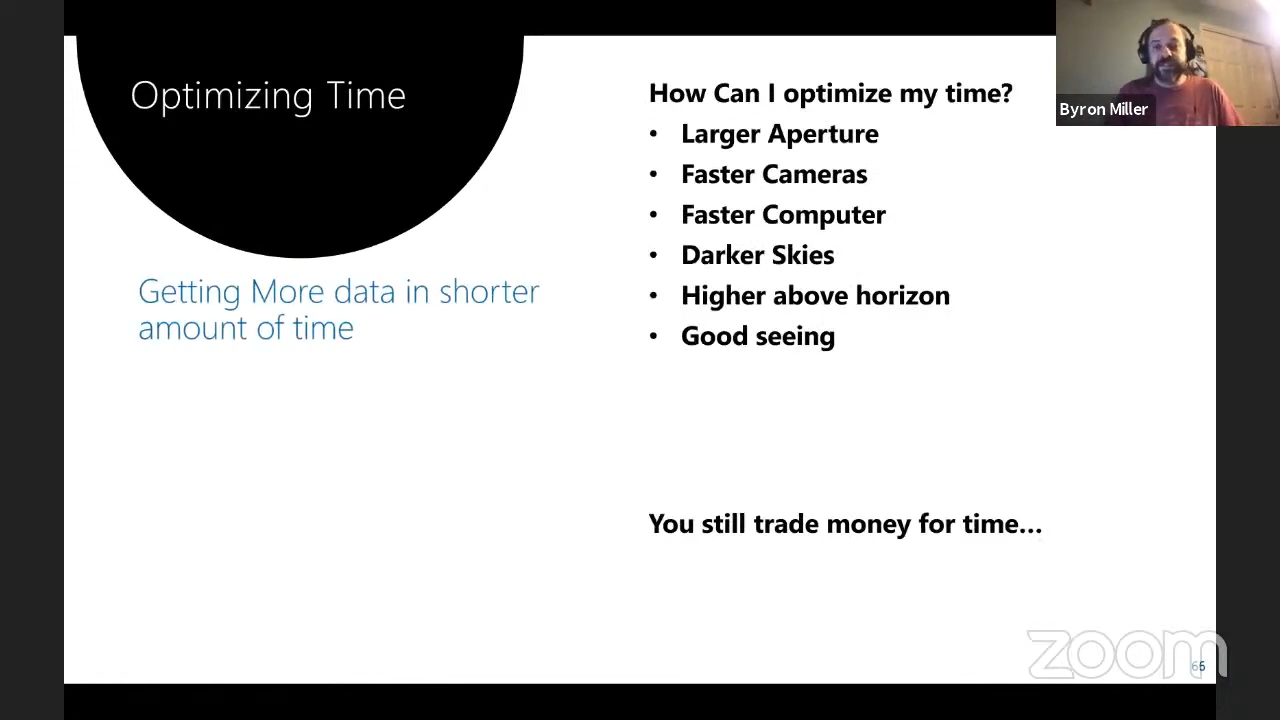 Optimizing Time
Getting More data in shorter
amount of time
How Can I optimize my time?
• Larger Aperture
• Faster Cameras
• Faster Computer
• Darker Skies
• Higher above horizon
• Good seeing
You still trade money for time...
Byron Miller
zoom
66